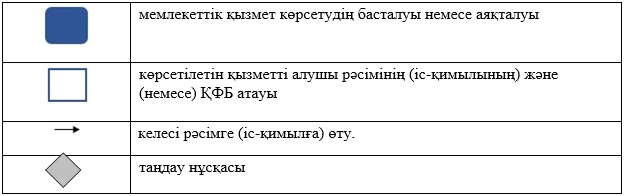 мемлекеттік қызмет көрсетудің басталуы немесе аяқталуы
көрсетілетін қызметті алушы рәсімінің (іс-қимылының) және
(немесе) ҚФБ атауы
келесі рәсімге (іс-қимылға) өту.
таңдау нұсқасы